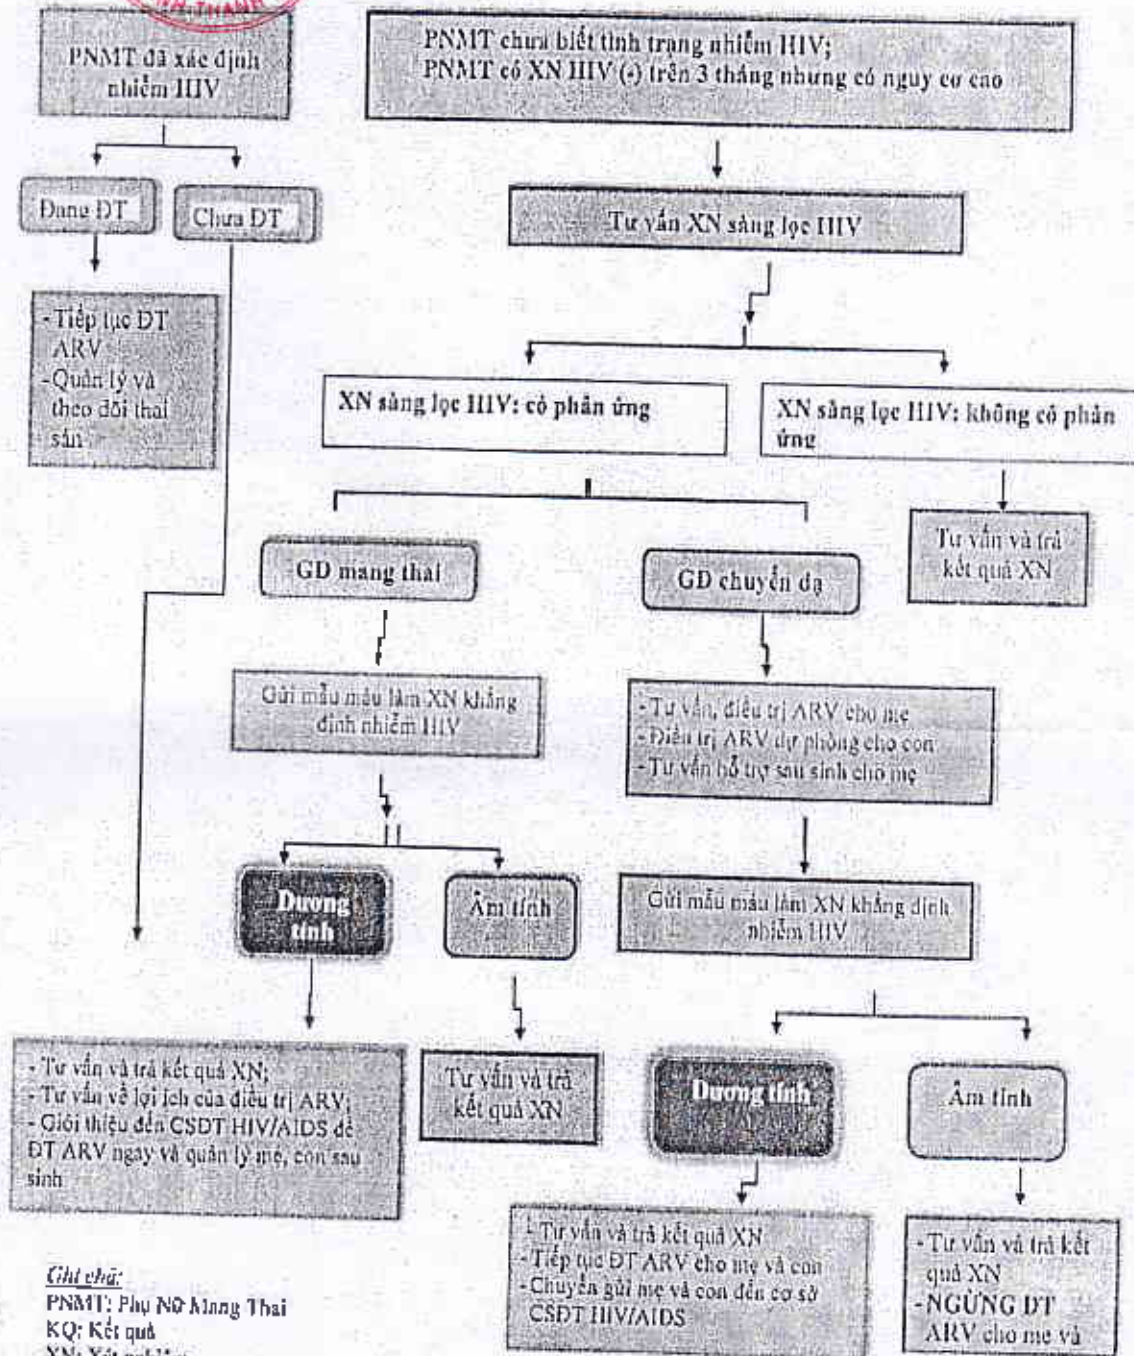 PNMT đã xác định
nhiễm HIV
PNMT chưa biết tình trạng nhiễm HIV;
PNMT có XN HIV (-) trên 3 tháng nhưng có nguy cơ cao
Đang ĐT
Chưa ĐT
Tư vấn XN sàng lọc HIV
- Tiếp tục ĐT
ARV
- Quản lý và
theo dõi thai
sản
XN sàng lọc HIV: có phản ứng
XN sàng lọc HIV: không có phản
ứng
Tư vấn và trả
kết quả XN
GD mang thai
GD chuyển dạ
Gửi mẫu máu làm XN khẳng
định nhiễm HIV
- Tư vấn, điều trị ARV cho mẹ
- Điều trị ARV dự phòng cho con
- Tư vấn hỗ trợ sau sinh cho mẹ
Dương
tính
Âm tính
Gửi mẫu máu làm XN khẳng định
nhiễm HIV
- Tư vấn và trả kết quả XN;
- Tư vấn về lợi ích của điều trị ARV;
- Giới thiệu đến CSĐT HIV/AIDS để
ĐT ARV ngay và quản lý mẹ, con sau
sinh
Tư vấn và trả
kết quả XN
Dương tính
Âm tính
- Tư vấn và trả kết quả XN
- Tiếp tục ĐT ARV cho mẹ và con
- Chuyển gửi mẹ và con đến cơ sở
CSĐT HIV/AIDS
- Tư vấn và trả kết
quả XN
- NGỪNG ĐT
ARV cho mẹ và
Ghi chú:
PNMT: Phụ Nữ Mang Thai
KQ: Kết quả
XN: Xét nghiệm